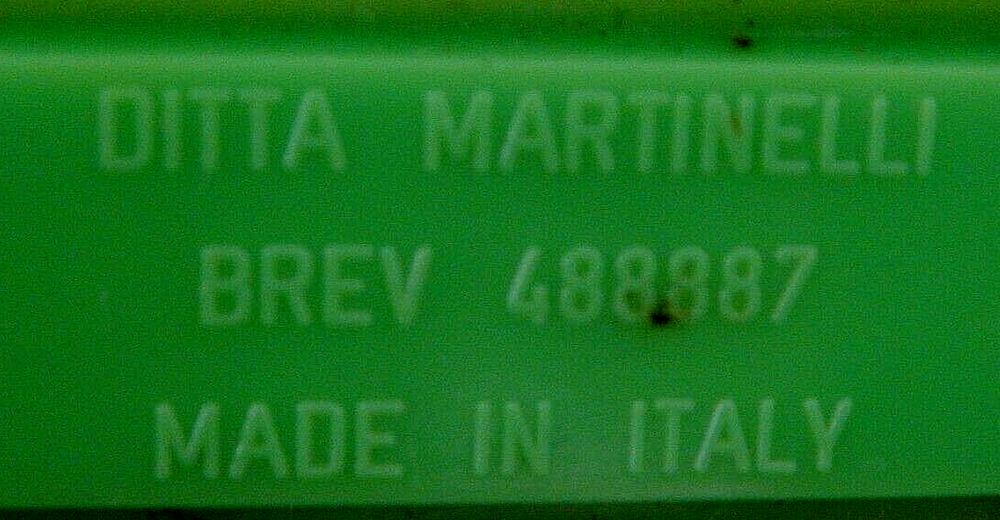 DITTA MARTINELLI
BREV 488887
MADE IN ITALY